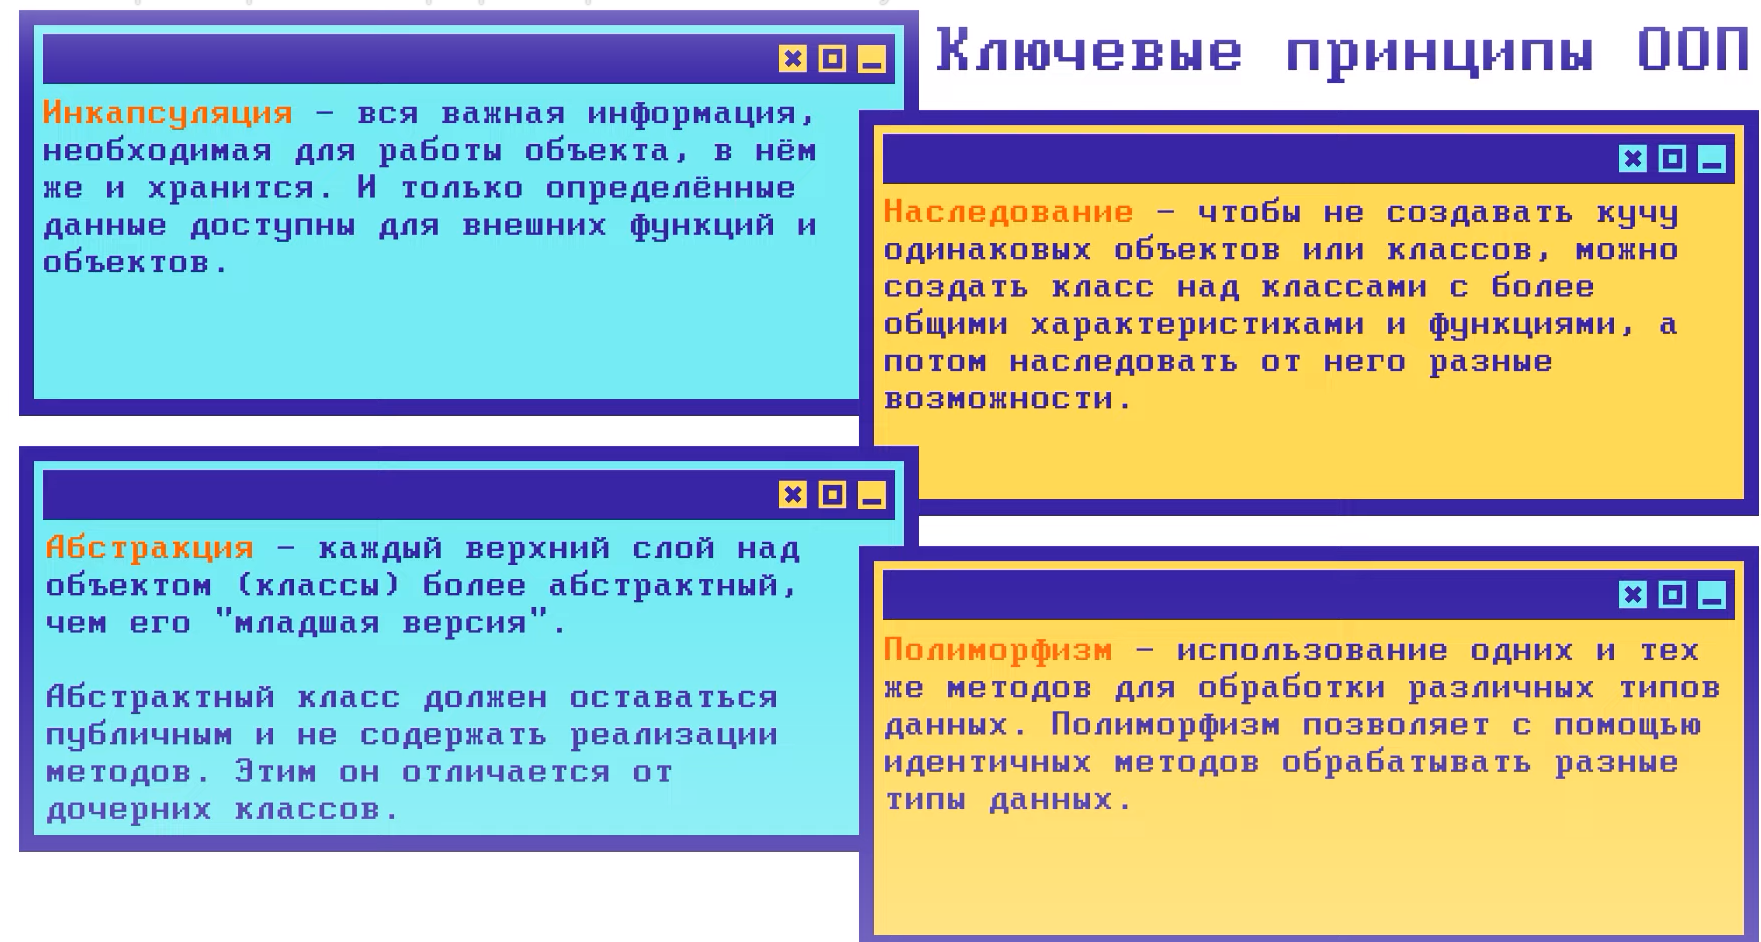 Ключевые принципы ООП
Инкапсуляция – вся важная информация,
необходимая для работы объекта, в нём
же и хранится. И только определённые
данные доступны для внешних функций и
объектов.
Наследование – чтобы не создавать кучу
одинаковых объектов или классов, можно
создать класс над классами с более
общими характеристиками и функциями, а
потом наследовать от него разные
возможности.
Абстракция – каждый верхний слой над
объектом (классы) более абстрактный,
чем его "младшая версия".
Абстрактный класс должен оставаться
публичным и не содержать реализации
методов. Этим он отличается от
дочерних классов.
Полиморфизм – использование одних и тех
же методов для обработки различных типов
данных. Полиморфизм позволяет с помощью
идентичных методов обрабатывать разные
типы данных.